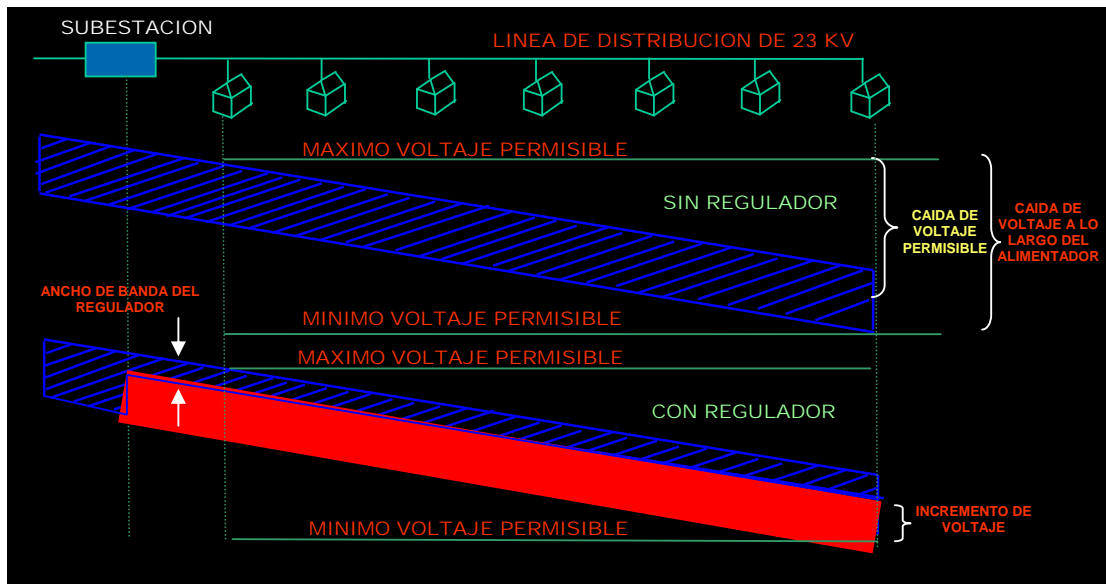 SUBESTACION
LINEA DE DISTRIBUCION DE 23 KV
MAXIMO VOLTAJE PERMISIBLE
SIN REGULADOR
CAIDA DE
VOLTAJE
PERMISIBLE
CAIDA DE
VOLTAJE A LO
LARGO DEL
ALIMENTADOR
ANCHO DE BANDA DEL
REGULADOR
MINIMO VOLTAJE PERMISIBLE
MAXIMO VOLTAJE PERMISIBLE
CON REGULADOR
INCREMENTO DE
VOLTAJE
MINIMO VOLTAJE PERMISIBLE